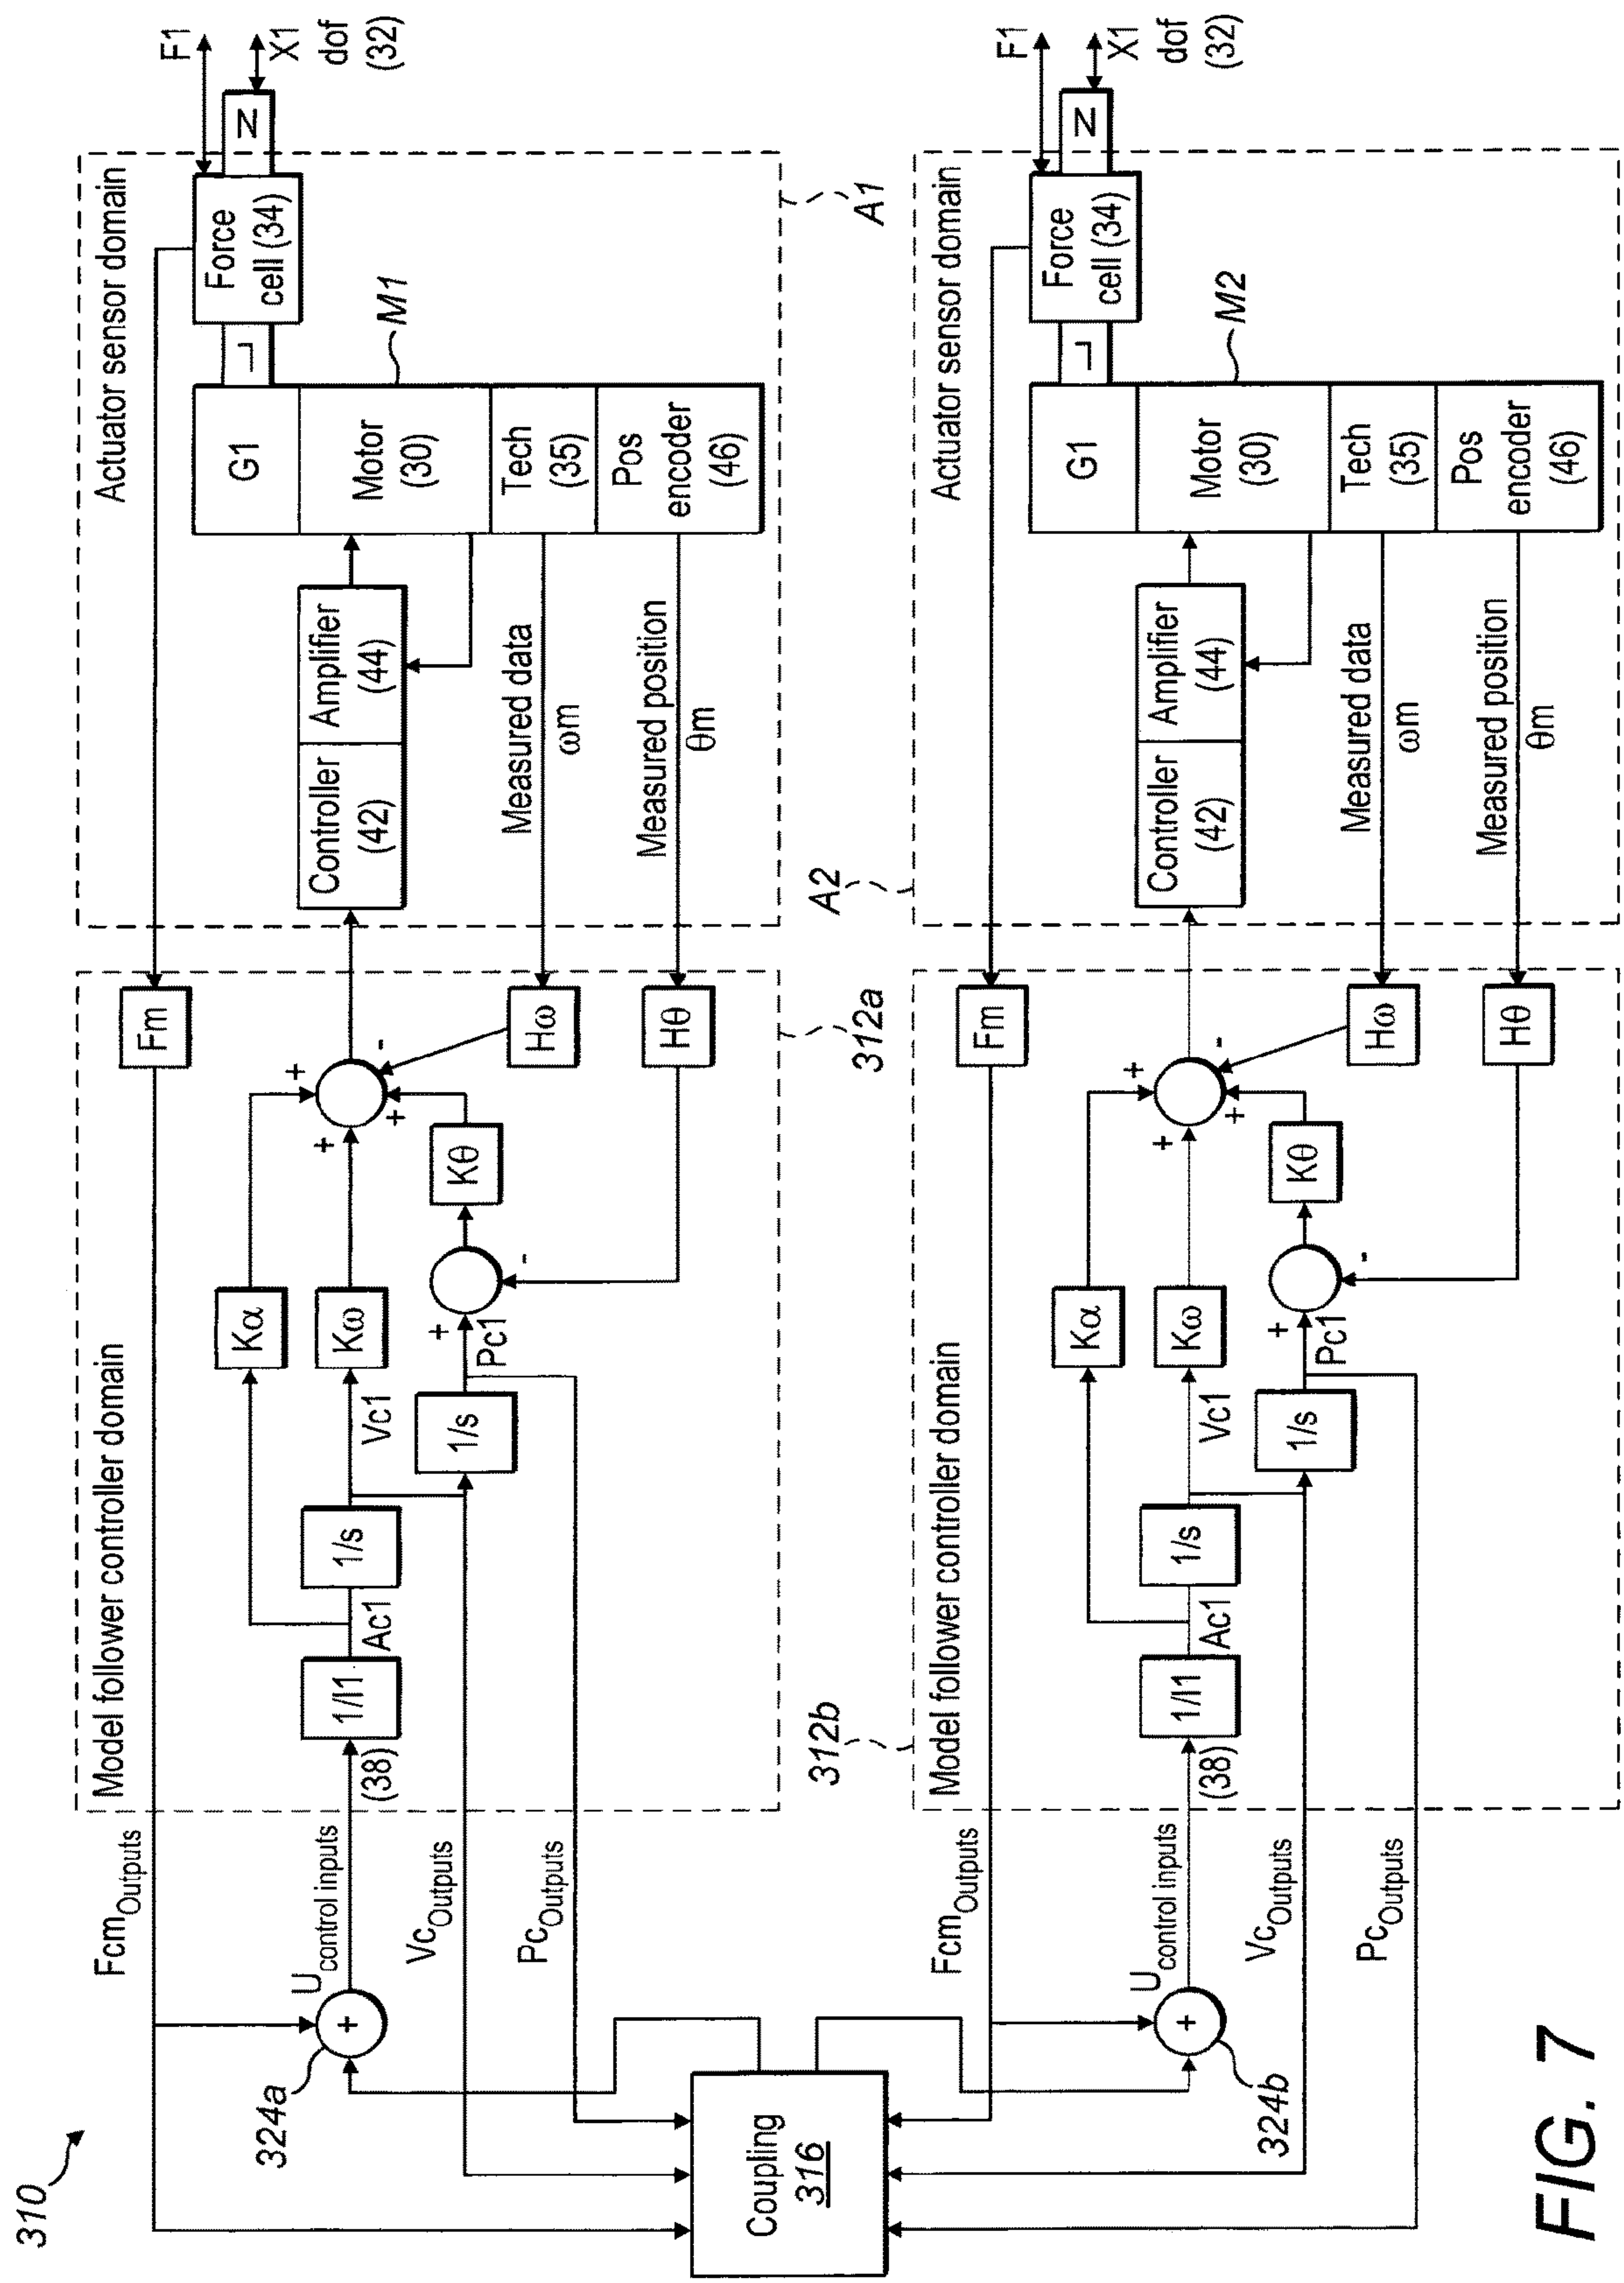 310
324a
Fcm Outputs
U control inputs
Vc Outputs
Pc Outputs
+
Model follower controller domain
(38)
1/I1
Ac1
1/s
Vc1
1/s
Pc1
Kα
Kω
Kθ
+
-
+
+
+
-
Fm
Hω
Hθ
312a
Actuator sensor domain
Controller
(42)
Amplifier
(44)
Measured data
ωm
Measured position
θm
G1
Motor
(30)
Tech
(35)
Pos
encoder
(46)
M1
Force
cell (34)
N
F1
X1
dof
(32)
A1
Coupling
316
324b
Fcm Outputs
U control inputs
Vc Outputs
Pc Outputs
+
312b
Model follower controller domain
(38)
1/I1
Ac1
1/s
Vc1
1/s
Pc1
Kα
Kω
Kθ
+
-
+
+
+
-
Fm
Hω
Hθ
A2
Actuator sensor domain
Controller
(42)
Amplifier
(44)
Measured data
ωm
Measured position
θm
G1
Motor
(30)
Tech
(35)
Pos
encoder
(46)
M2
Force
cell (34)
N
F1
X1
dof
(32)
FIG. 7